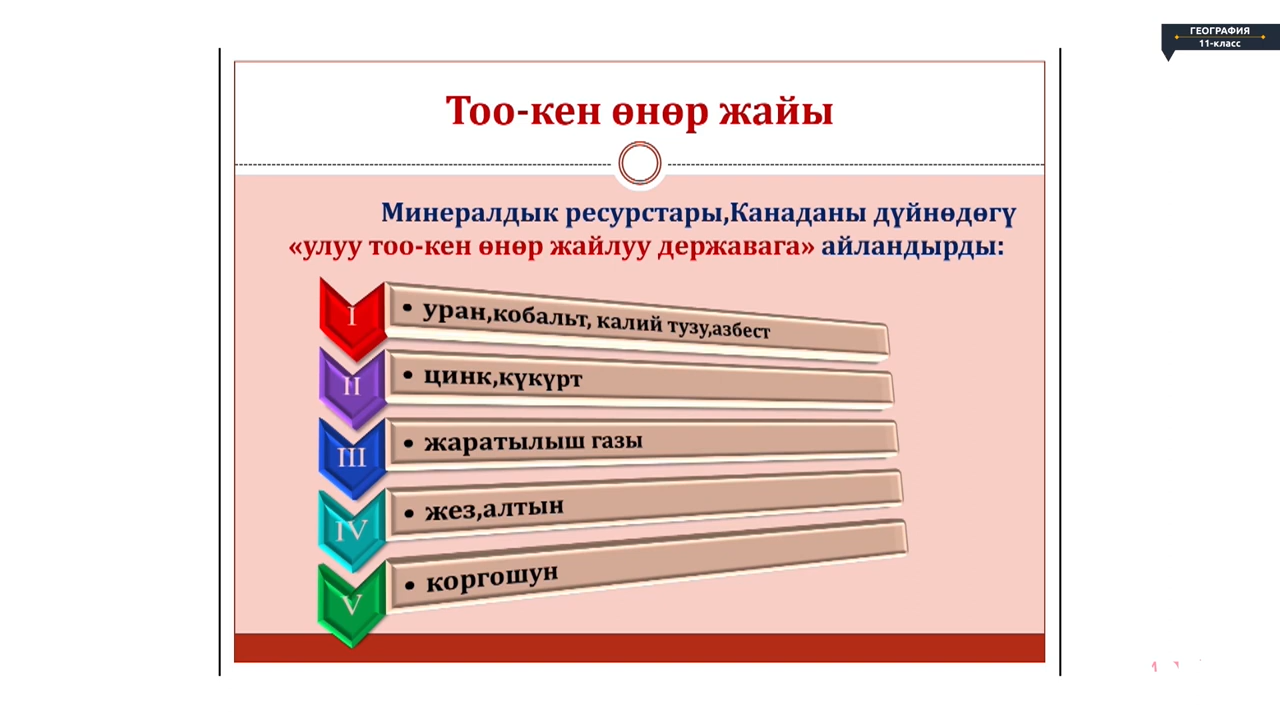 ГЕОГРАФИЯ
11-класс
Тоо-кен өнөр жайы
Минералдык ресурстары,Канаданы дүйнөдөгү
«улуу тоо-кен өнөр жайлуу державага» айландырды:
I
• уран,кобальт, калий тузу,азбест
II
• цинк,күкүрт
III
• жаратылыш газы
IV
• жез,алтын
V
• коргошун